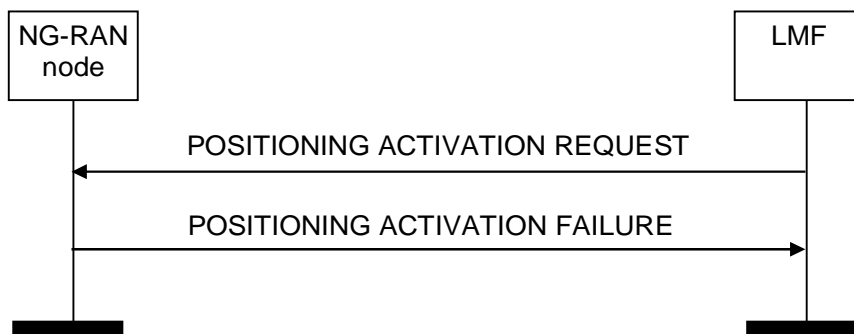 NG-RAN
node
LMF
POSITIONING ACTIVATION REQUEST
POSITIONING ACTIVATION FAILURE